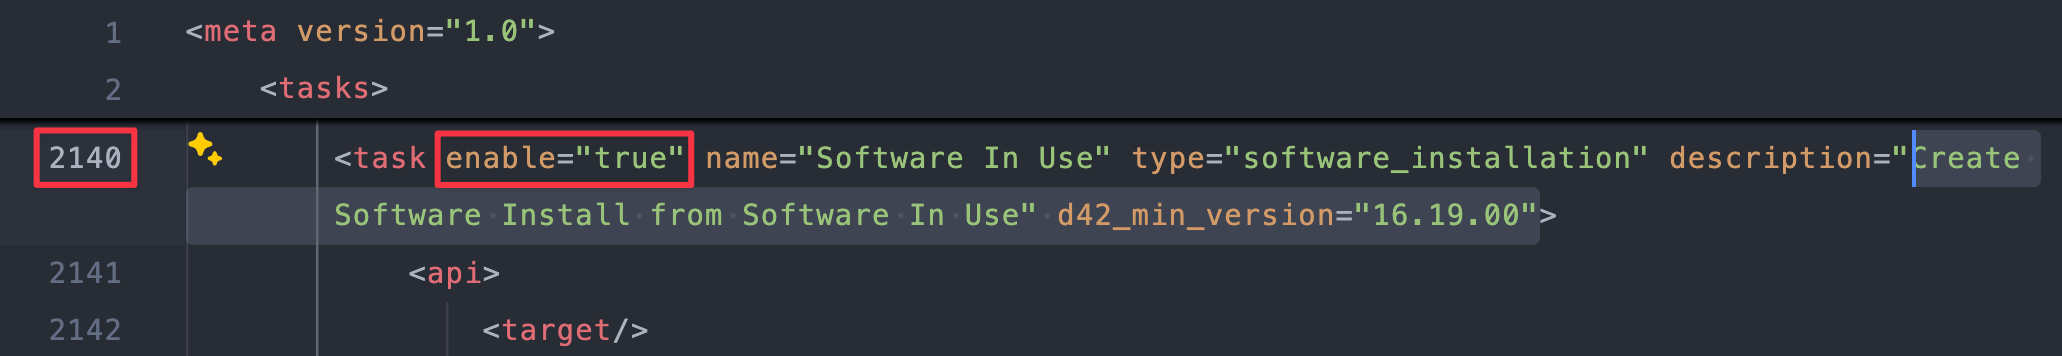 1 <meta version="1.0">
2 <tasks>
2140 <task enable="true" name="Software In Use" type="software_installation" description="Create
Software Install from Software In Use" d42_min_version="16.19.00">
2141 <api>
2142 <target/>